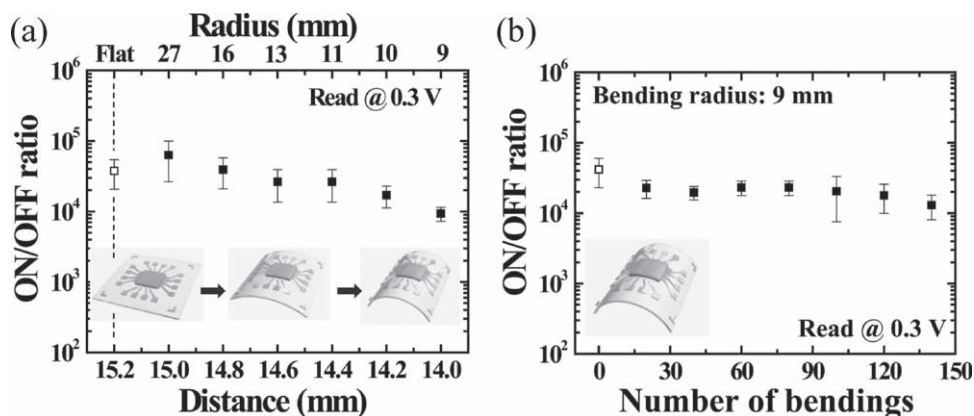 (a)
Radius (mm)
Flat 27 16 13 11 10 9
10^6
10^5
10^4
10^3
10^2
ON/OFF ratio
Read @ 0.3 V
15.2 15.0 14.8 14.6 14.4 14.2 14.0
Distance (mm)
(b)
10^6
10^5
10^4
10^3
10^2
ON/OFF ratio
Bending radius: 9 mm
Read @ 0.3 V
0 30 60 90 120 150
Number of bendings